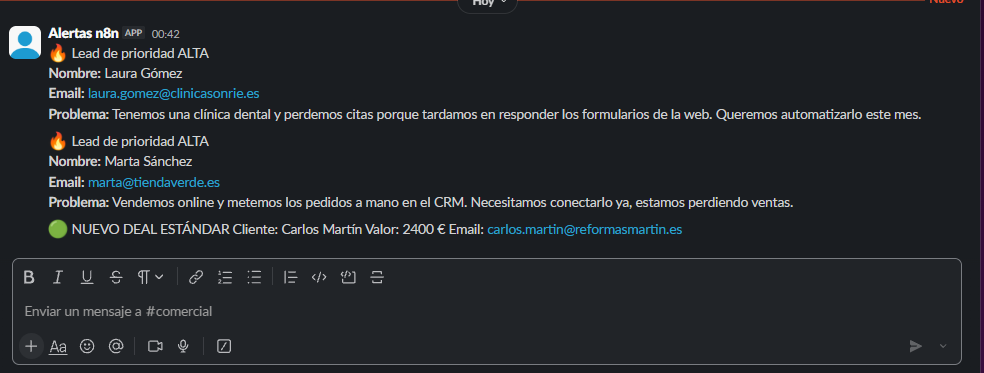 Hoy
Nuevo
Alertas n8n APP 00:42
🔥 Lead de prioridad ALTA
Nombre: Laura Gómez
Email: laura.gomez@clinicasonrie.es
Problema: Tenemos una clínica dental y perdemos citas porque tardamos en responder los formularios de la web. Queremos automatizarlo este mes.
🔥 Lead de prioridad ALTA
Nombre: Marta Sánchez
Email: marta@tiendaverde.es
Problema: Vendemos online y metemos los pedidos a mano en el CRM. Necesitamos conectarlo ya, estamos perdiendo ventas.
🟢 NUEVO DEAL ESTÁNDAR Cliente: Carlos Martín Valor: 2400 € Email: carlos.martin@reformasmartin.es
B I U S
Enviar un mensaje a #comercial
Aa